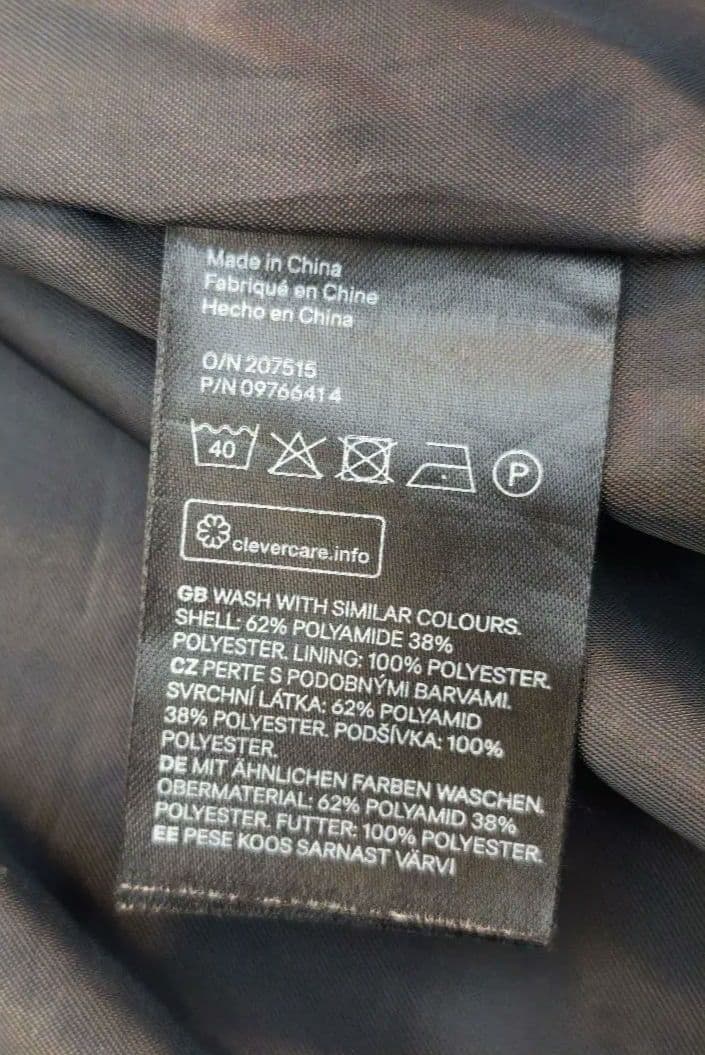 Made in China
Fabriqué en Chine
Hecho en China
O/N 207515
P/N 09766414
40 P
clevercare.info
GB WASH WITH SIMILAR COLOURS.
SHELL: 62% POLYAMIDE 38%
POLYESTER. LINING: 100% POLYESTER.
CZ PERTE S PODOBNÝMI BARVAMI.
SVRCHNÍ LÁTKA: 62% POLYAMID
38% POLYESTER. PODŠÍVKA: 100%
POLYESTER.
DE MIT ÄHNLICHEN FARBEN WASCHEN.
OBERMATERIAL: 62% POLYAMID 38%
POLYESTER. FUTTER: 100% POLYESTER.
EE PESE KOOS SARNAST VÄRVI